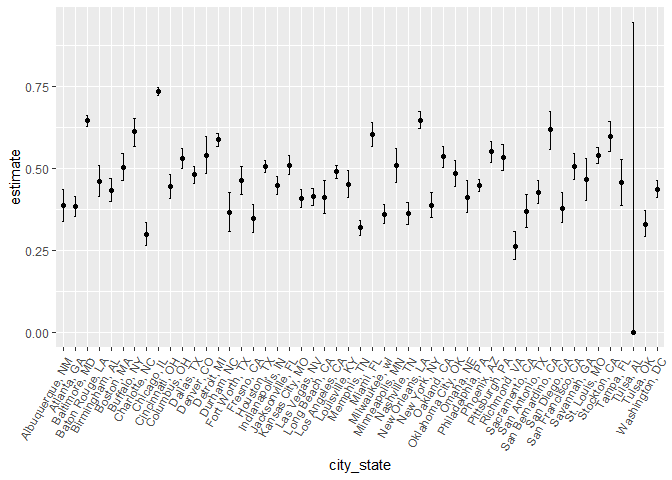 0.75
0.50
0.25
0.00
estimate
Albuquerque, NM
Atlanta, GA
Baltimore, MD
Baton Rouge, LA
Birmingham, AL
Boston, MA
Buffalo, NY
Charlotte, NC
Chicago, IL
Cincinnati, OH
Columbus, OH
Dallas, TX
Denver, CO
Detroit, MI
Durham, NC
Fort Worth, TX
Fresno, CA
Houston, TX
Indianapolis, IN
Jacksonville, FL
Kansas City, MO
Las Vegas, NV
Long Beach, CA
Los Angeles, CA
Louisville, KY
Memphis, TN
Miami, FL
Milwaukee, wI
Minneapolis, MN
Nashville, TN
New Orleans, LA
New York, NY
Oakland, CA
Oklahoma City, OK
Omaha, NE
Philadelphia, PA
Phoenix, AZ
Pittsburgh, PA
Richmond, VA
Sacramento, CA
San Antonio, TX
San Bernardino, CA
San Diego, CA
San Francisco, CA
Savannah, GA
St. Louis, MO
Stockton, CA
Tampa, FL
Tulsa, AL
Tulsa, OK
Washington, DC
city_state